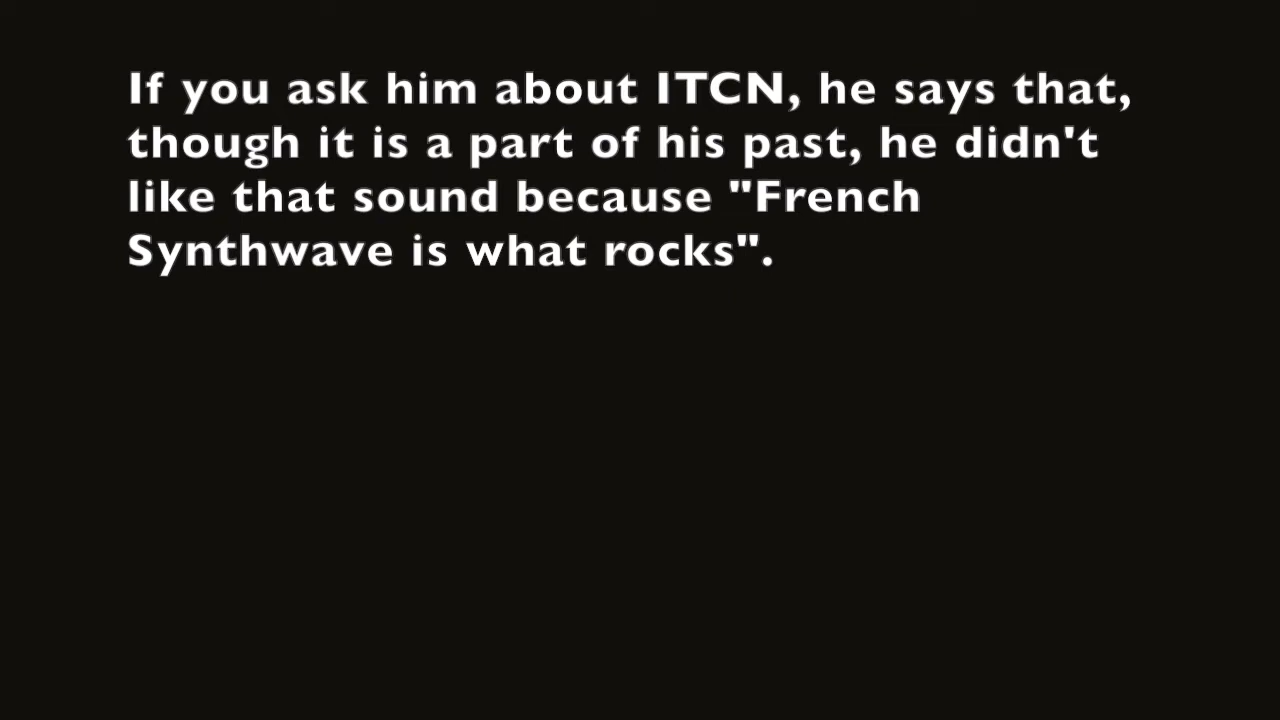 If you ask him about ITCN, he says that,
though it is a part of his past, he didn't
like that sound because "French
Synthwave is what rocks".